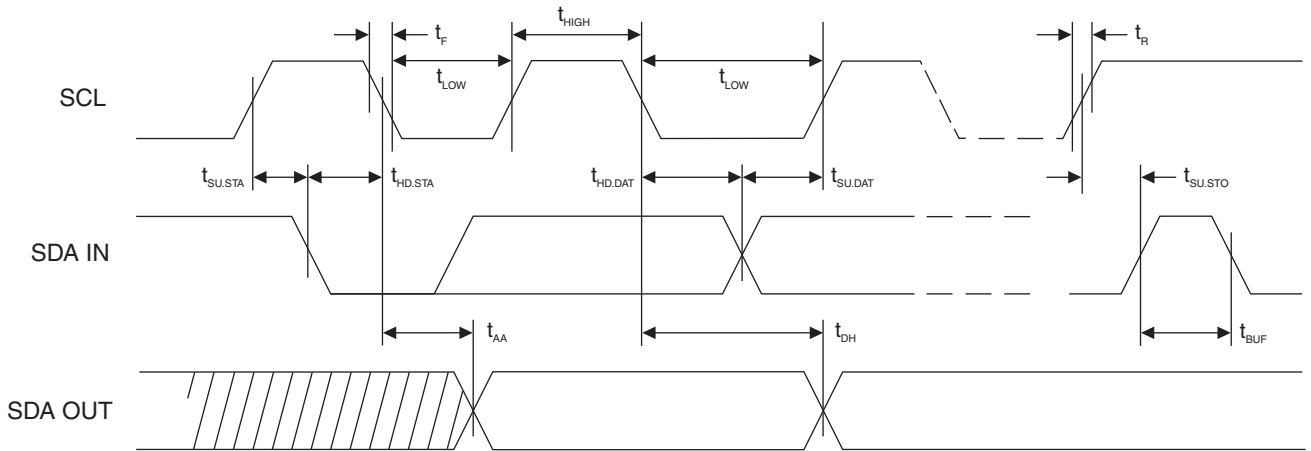 t_HIGH
t_F
t_R
t_LOW
t_LOW
SCL
t_SU.STA
t_HD.STA
t_HD.DAT
t_SU.DAT
t_SU.STO
SDA IN
t_AA
t_DH
t_BUF
SDA OUT